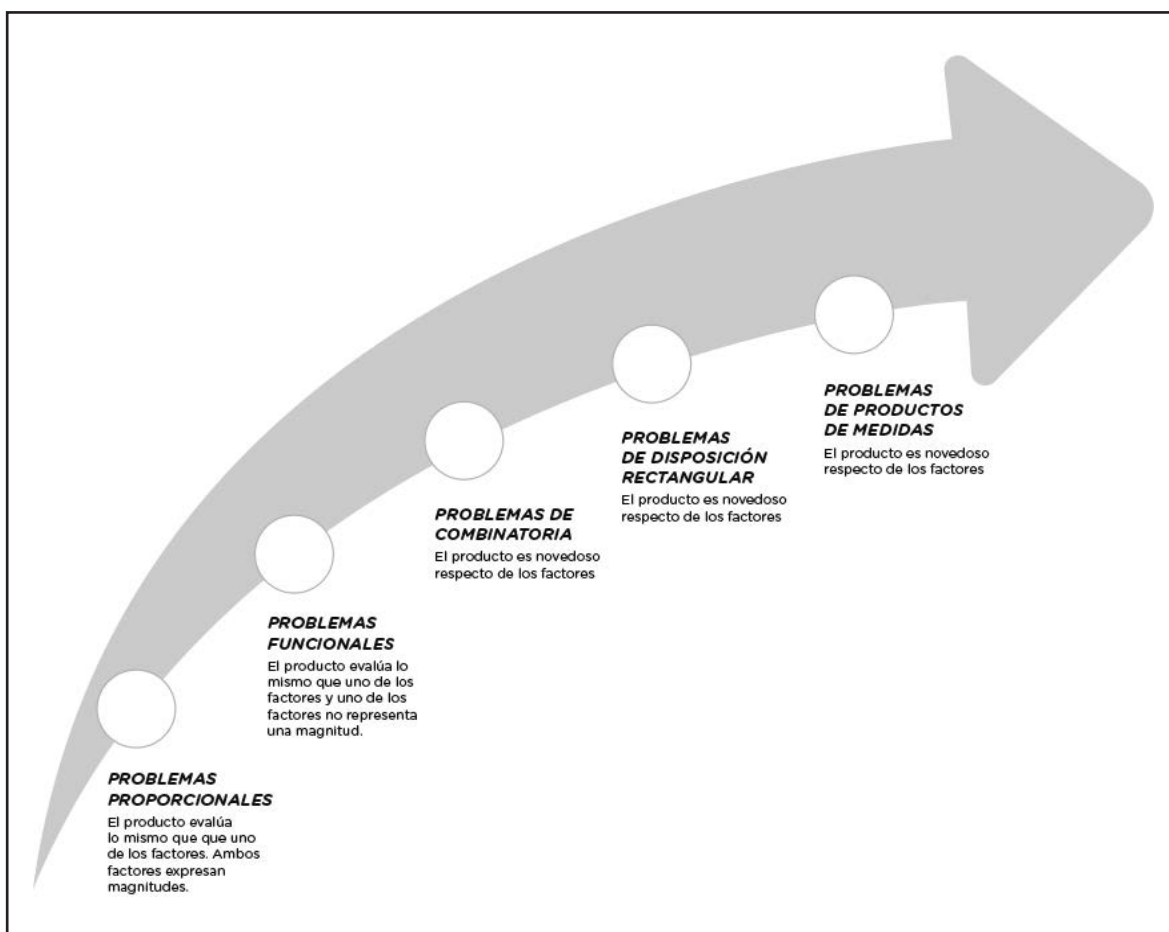 PROBLEMAS
DE PRODUCTOS
DE MEDIDAS
El producto es novedoso
respecto de los factores
PROBLEMAS
DE DISPOSICIÓN
RECTANGULAR
El producto es novedoso
respecto de los factores
PROBLEMAS DE
COMBINATORIA
El producto es novedoso
respecto de los factores
PROBLEMAS
FUNCIONALES
El producto evalúa lo
mismo que uno de los
factores y uno de los
factores no representa
una magnitud.
PROBLEMAS
PROPORCIONALES
El producto evalúa
lo mismo que que uno
de los factores. Ambos
factores expresan
magnitudes.